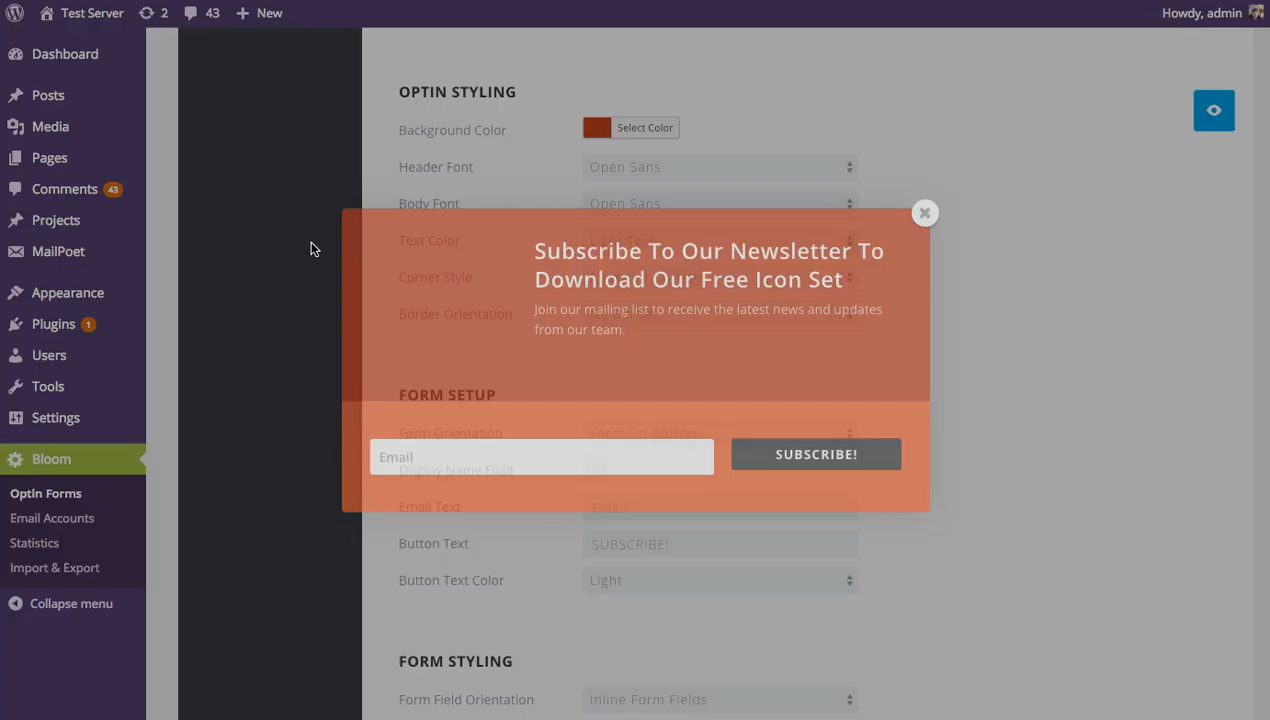 Test Server 2 43 New Howdy, admin
Dashboard
Posts
Media
Pages
Comments 43
Projects
MailPoet
Appearance
Plugins 1
Users
Tools
Settings
Bloom
Optin Forms
Email Accounts
Statistics
Import & Export
Collapse menu
OPTIN STYLING
Background Color Select Color
Header Font Open Sans
Body Font Open Sans
Text Color Light Text
Corner Style
Border Orientation
Subscribe To Our Newsletter To
Download Our Free Icon Set
Join our mailing list to receive the latest news and updates
from our team.
FORM SETUP
Form Orientation Form On Bottom
Email SUBSCRIBE!
Display Name Field
Email Text Email
Button Text SUBSCRIBE!
Button Text Color Light
FORM STYLING
Form Field Orientation Inline Form Fields